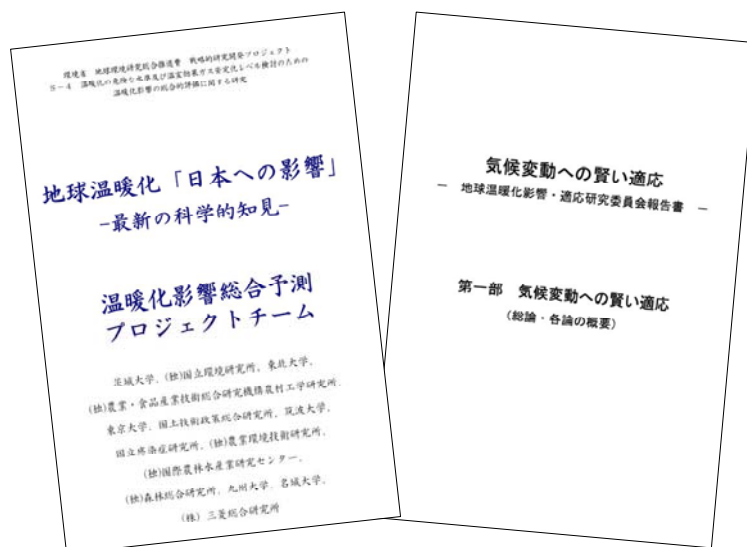 環境省 地球環境研究総合推進費 戦略的研究開発プロジェクト
S-4 温暖化の危険な水準及び温室効果ガス安定化レベル検討のための
温暖化影響の総合的評価に関する研究
地球温暖化「日本への影響」
-最新の科学的知見-
温暖化影響総合予測
プロジェクトチーム
茨城大学、(独)国立環境研究所、東北大学、
(独)農業・食品産業技術総合研究機構農村工学研究所、
東京大学、国土技術政策総合研究所、筑波大学、
国立感染症研究所、(独)農業環境技術研究所、
(独)国際農林水産業研究センター、
(独)森林総合研究所、九州大学、名城大学、
(株)三菱総合研究所
気候変動への賢い適応
― 地球温暖化影響・適応研究委員会報告書 ―
第一部 気候変動への賢い適応
(総論・各論の概要)